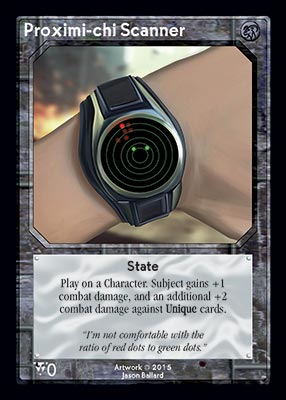 Proximi-chi Scanner
State
Play on a Character. Subject gains +1
combat damage, and an additional +2
combat damage against Unique cards.
"I'm not comfortable with the
ratio of red dots to green dots."
0
Artwork © 2015
Jason Ballard